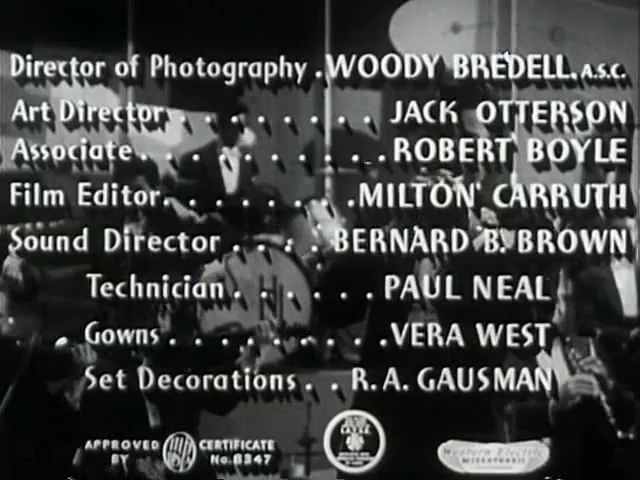 Director of Photography . WOODY BREDELL, A.S.C.
Art Director . . . . . . . . JACK OTTERSON
Associate . . . . . . . . . . ROBERT BOYLE
Film Editor . . . . . . . . MILTON CARRUTH
Sound Director . . . . BERNARD B. BROWN
Technician . . . . . . PAUL NEAL
Gowns . . . . . . . . . VERA WEST
Set Decorations . . R. A. GAUSMAN
APPROVED BY CERTIFICATE No. 8347
Western Electric